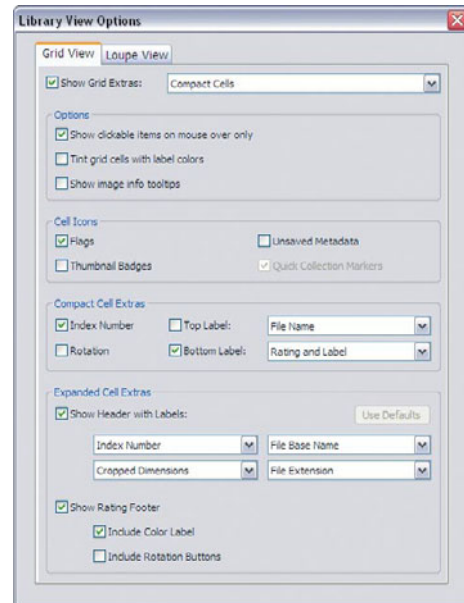 Library View Options
Grid View Loupe View
Show Grid Extras: Compact Cells
Options
Show clickable items on mouse over only
Tint grid cells with label colors
Show image info tooltips
Cell Icons
Flags Unsaved Metadata
Thumbnail Badges Quick Collection Markers
Compact Cell Extras
Index Number Top Label: File Name
Rotation Bottom Label: Rating and Label
Expanded Cell Extras
Show Header with Labels: Use Defaults
Index Number File Base Name
Cropped Dimensions File Extension
Show Rating Footer
Include Color Label
Include Rotation Buttons